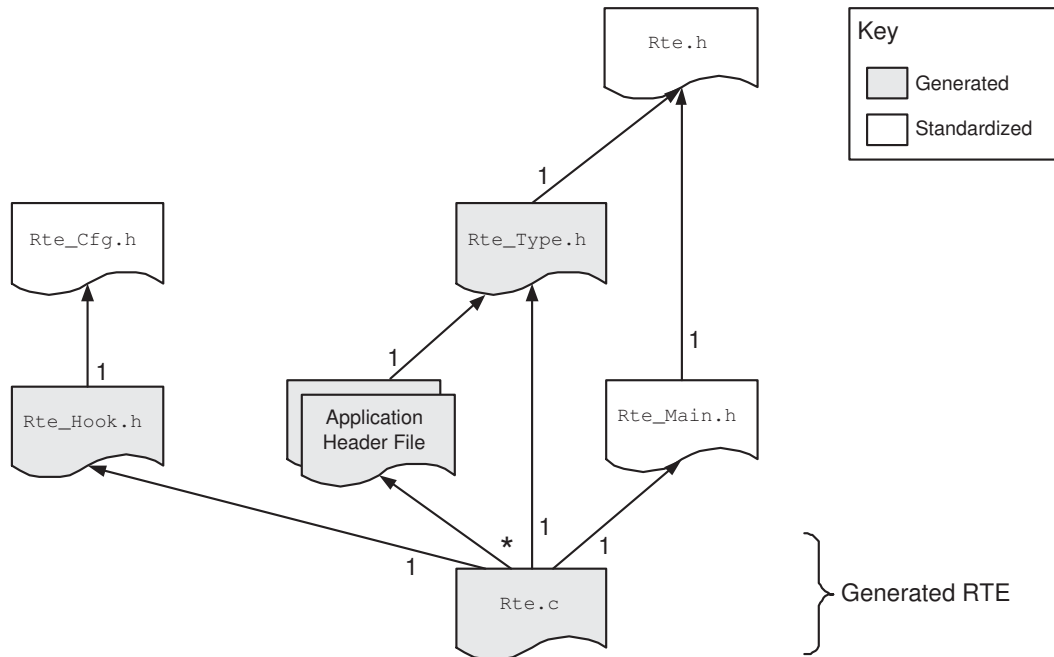 Rte.h
Key
Generated
Standardized
1
Rte_Cfg.h
Rte_Type.h
1
1
1
Rte_Hook.h
Application
Header File
Rte_Main.h
*
1
1
1
Rte.c
Generated RTE